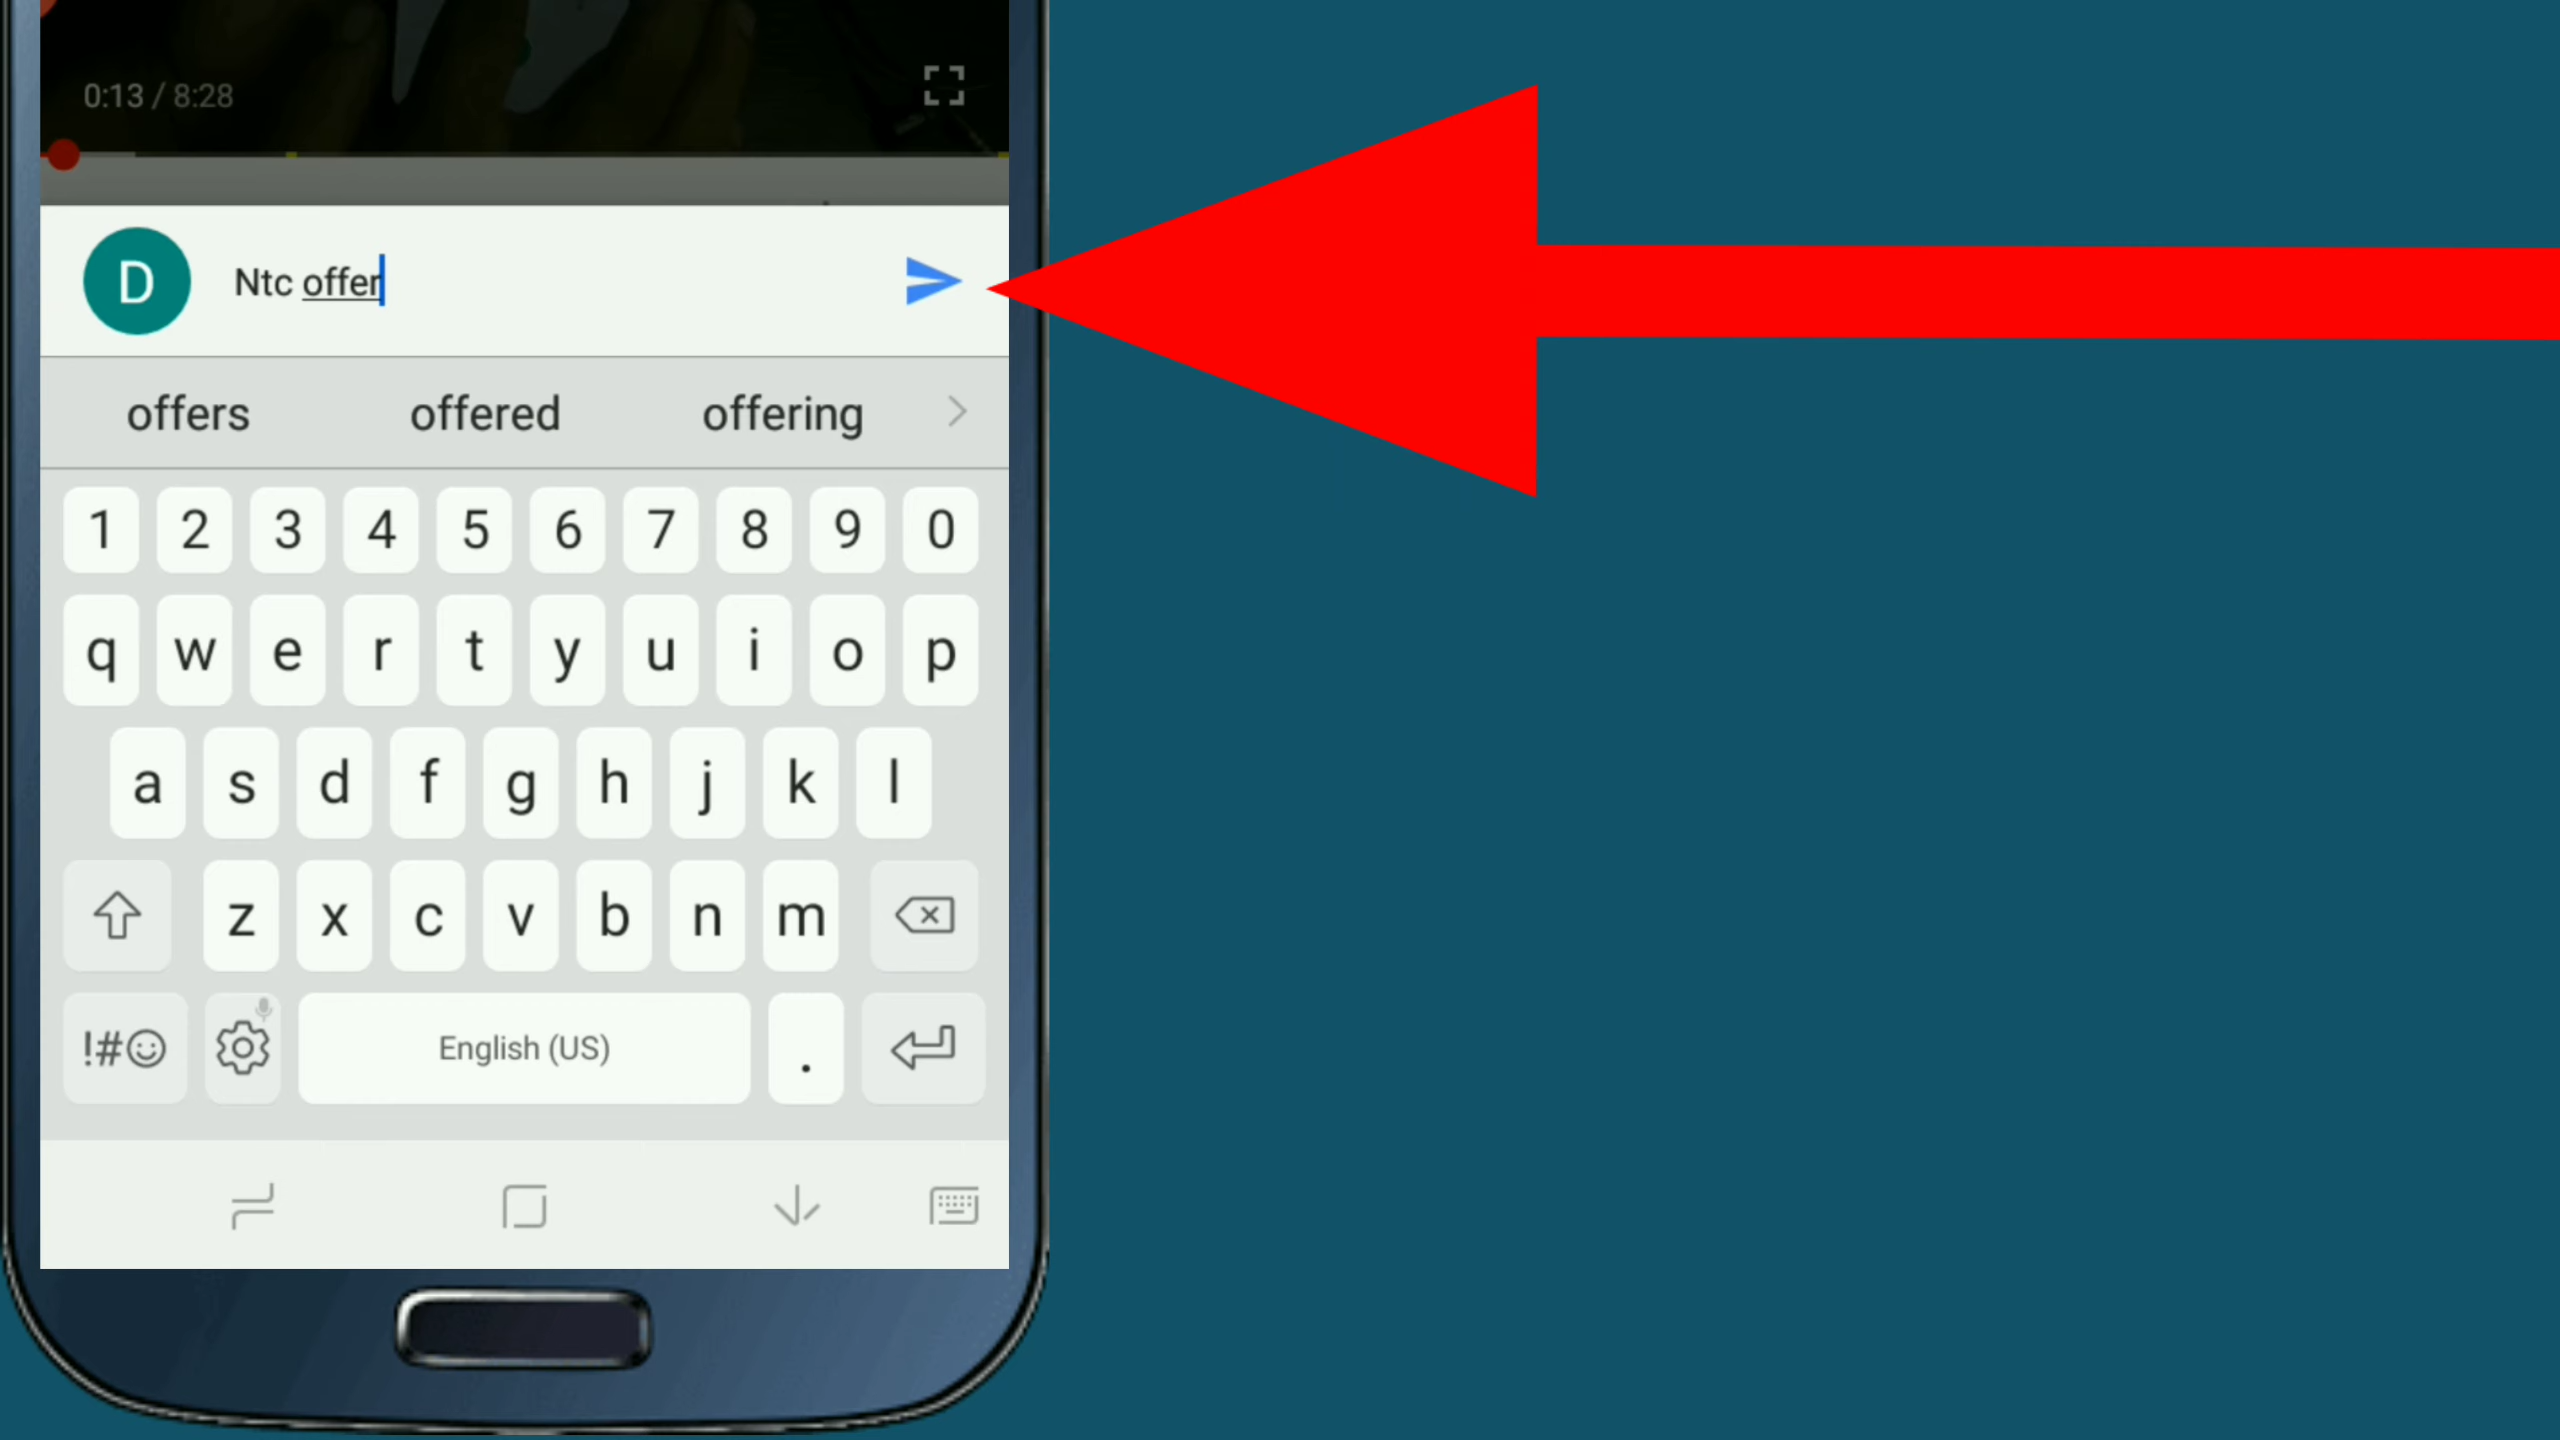 0:13 / 8:28
D
Ntc offer
offers offered offering
1 2 3 4 5 6 7 8 9 0
q w e r t y u i o p
a s d f g h j k l
z x c v b n m
!#☺ English (US) .